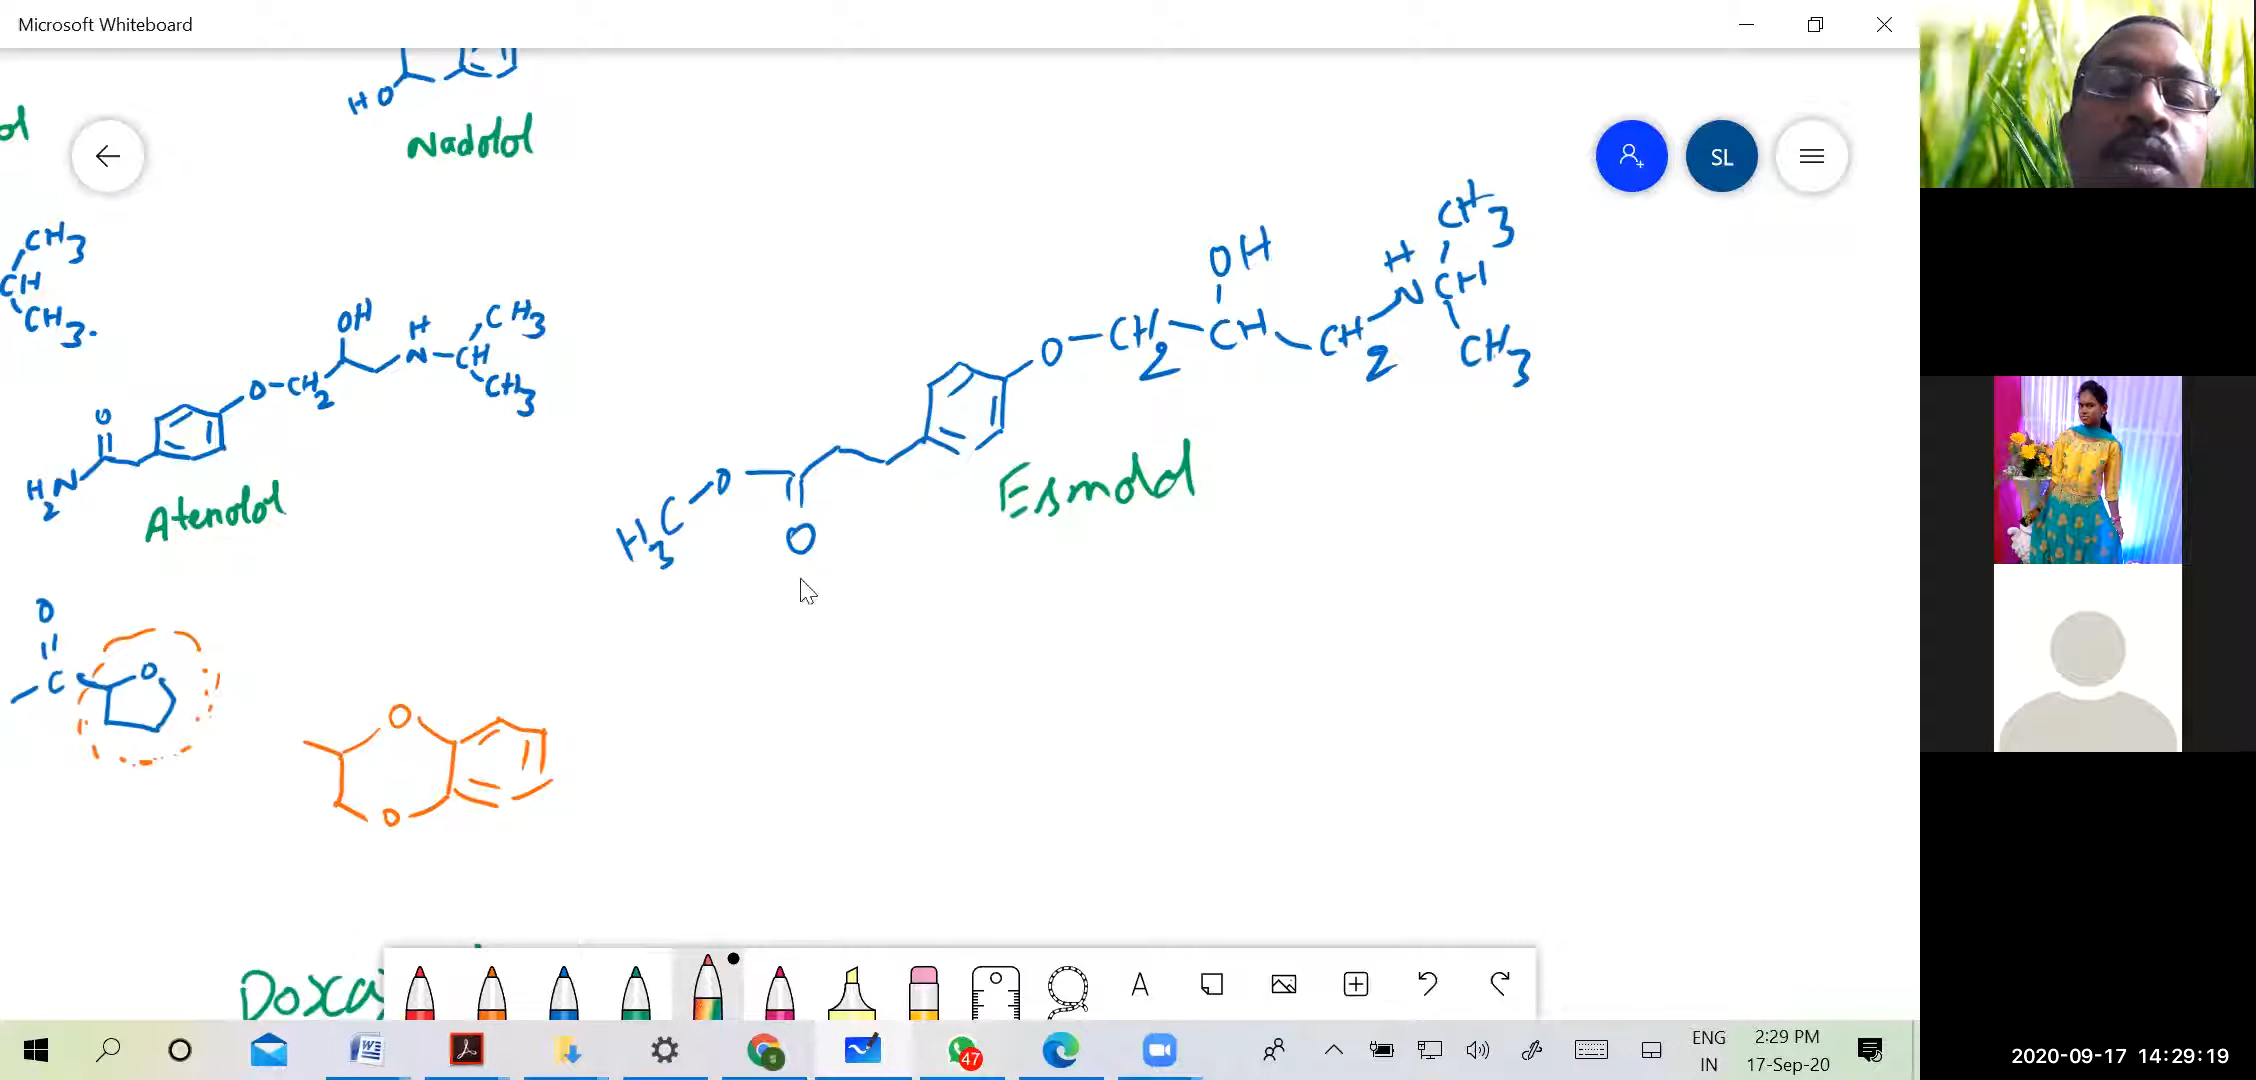 Microsoft Whiteboard
HO
Nadolol
ol
SL
CH3
CH
CH3.
OH
H
N-CH
CH3
CH3
O-CH2
O
H2N
Atenolol
OH
H
CH3
N CH
CH3
O-CH2-CH-CH2
Esmolol
H3C-O
O
O
C
O
O
O
Doxa
A
47
ENG
IN
2:29 PM
17-Sep-20
2020-09-17 14:29:19